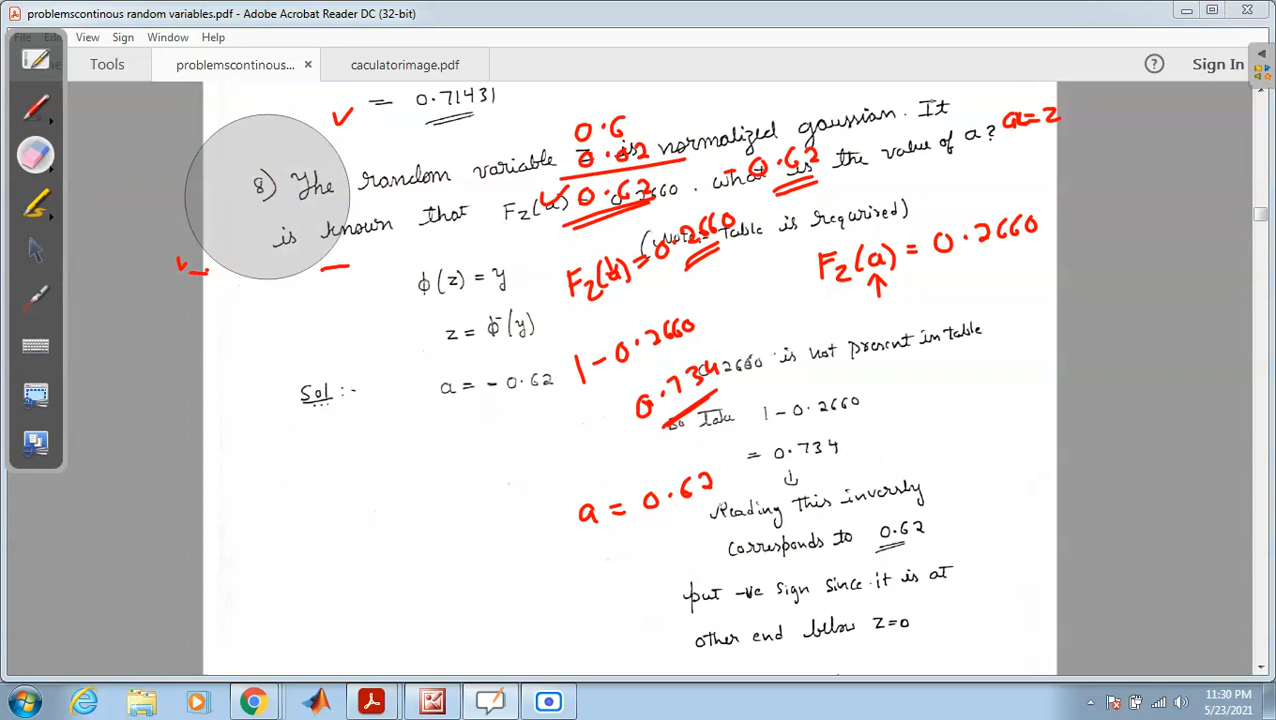 problemscontinous random variables.pdf - Adobe Acrobat Reader DC (32-bit)
File Edit View Sign Window Help
Tools
problemscontinous... ×
caculatorimage.pdf
? Sign In
= 0.71431
8) The random variable Z is normalized gaussian. It
is known that Fz(a) = 0.2660. what is the value of a?
(Note:- Table is required)
0.6
0.02
0.62
-0.62
a=z
Fz( )=0.2660
Fz(a) = 0.2660
ϕ(z) = y
z = ϕ⁻(y)
Sol :- a = - 0.62
1-0.2660
0.734
0.2660 is not present in table
so Take 1-0.2660
= 0.734
a = 0.62
Reading this inversly
corresponds to 0.62
put -ve sign since it is at
other end below z=0
11:30 PM
5/23/2021